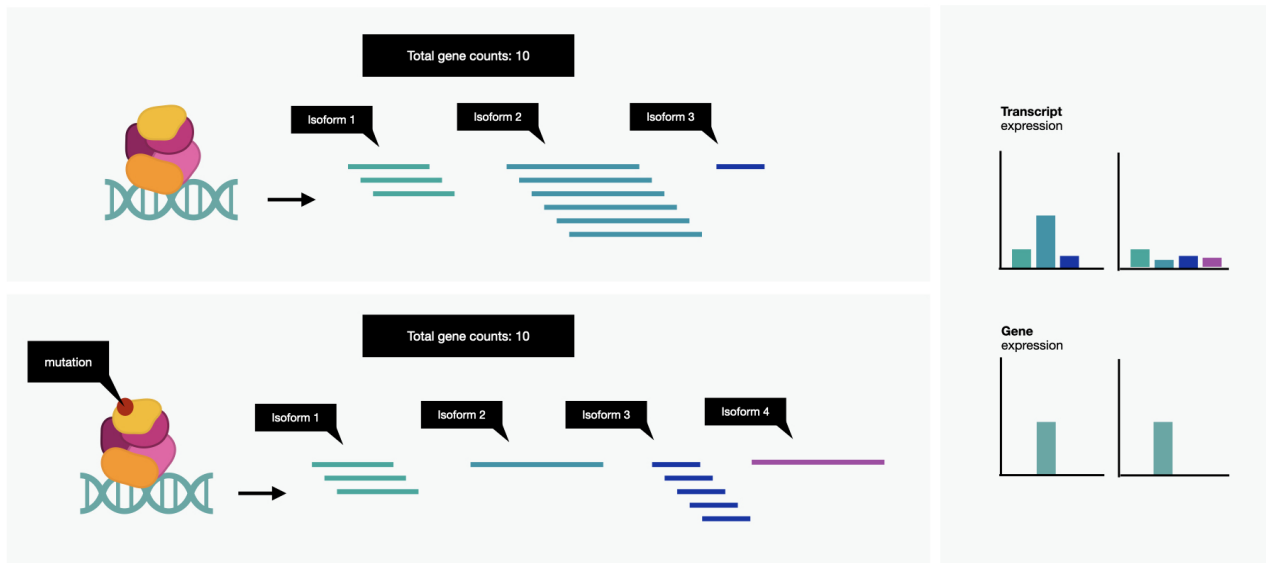 Total gene counts: 10
Isoform 1
Isoform 2
Isoform 3
Total gene counts: 10
mutation
Isoform 1
Isoform 2
Isoform 3
Isoform 4
Transcript
expression
Gene
expression